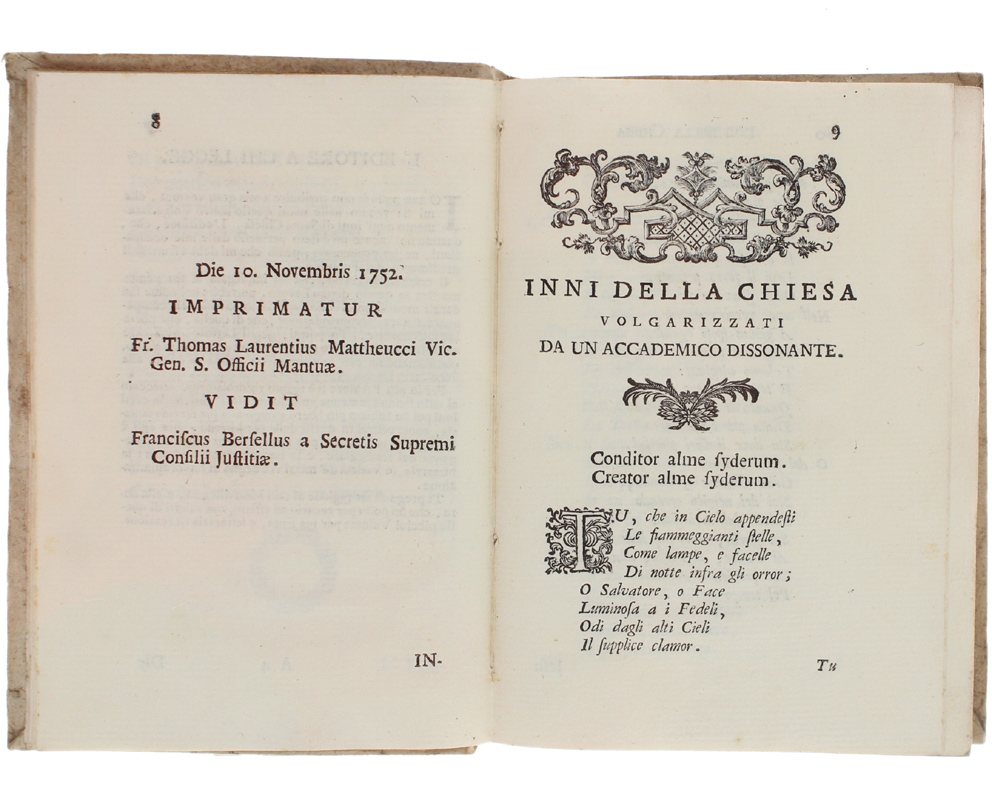 8
Die 10. Novembris 1752.
IMPRIMATUR
Fr. Thomas Laurentius Mattheucci Vic.
Gen. S. Officii Mantuæ.
VIDIT
Franciſcus Berſellus a Secretis Supremi
Conſilii Juſtitiæ.
IN-
9
INNI DELLA CHIESA
VOLGARIZZATI
DA UN ACCADEMICO DISSONANTE.
Conditor alme ſyderum.
Creator alme ſyderum.
TU, che in Cielo appendeſti
Le fiammeggianti ſtelle,
Come lampe, e facelle
Di notte infra gli orror;
O Salvatore, o Face
Luminoſa a i Fedeli,
Odi dagli alti Cieli
Il ſupplice clamor.
Tu